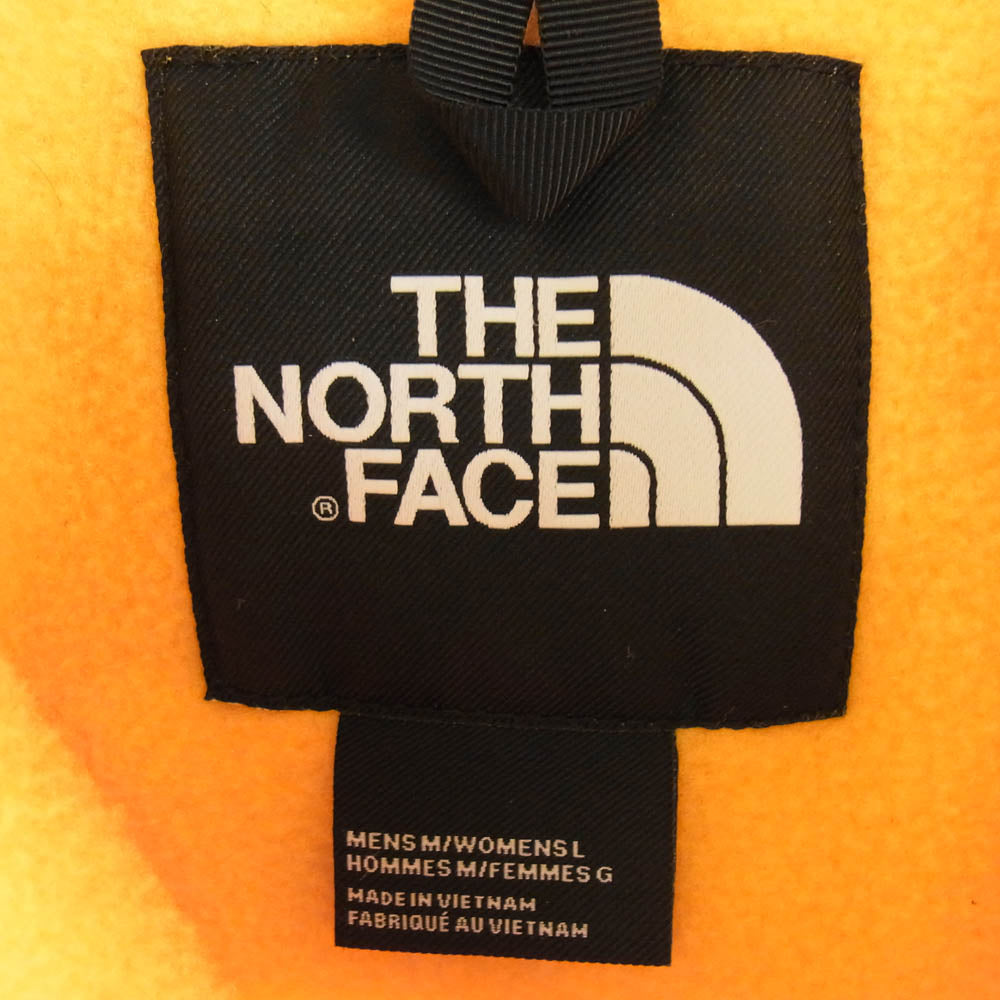 THE
NORTH
® FACE
MENS M/WOMENS L
HOMMES M/FEMMES G
MADE IN VIETNAM
FABRIQUÉ AU VIETNAM